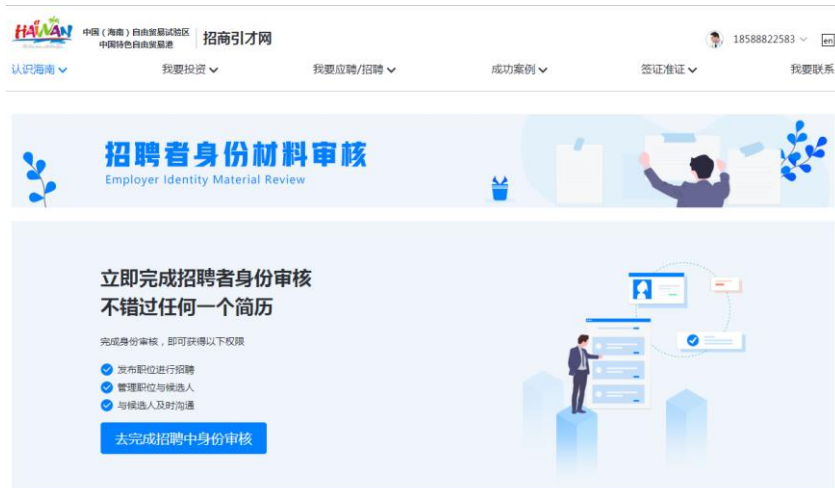 HAINAN
中国（海南）自由贸易试验区
中国特色自由贸易港
招商引才网
18588822583
en
认识海南
我要投资
我要应聘/招聘
成功案例
签证准证
我要联系
招聘者身份材料审核
Employer Identity Material Review
立即完成招聘者身份审核
不错过任何一个简历
完成身份审核，即可获得以下权限
发布职位进行招聘
管理职位与候选人
与候选人及时沟通
去完成招聘中身份审核